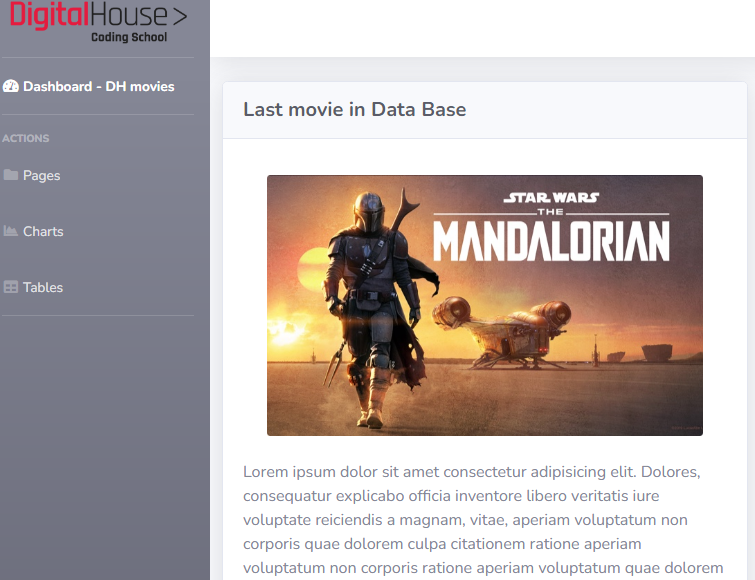 DigitalHouse>
Coding School
Dashboard - DH movies
ACTIONS
Pages
Charts
Tables
Last movie in Data Base
STAR WARS
THE
MANDALORIAN
Lorem ipsum dolor sit amet consectetur adipisicing elit. Dolores,
consequatur explicabo officia inventore libero veritatis iure
voluptate reiciendis a magnam, vitae, aperiam voluptatum non
corporis quae dolorem culpa citationem ratione aperiam
voluptatum non corporis ratione aperiam voluptatum quae dolorem